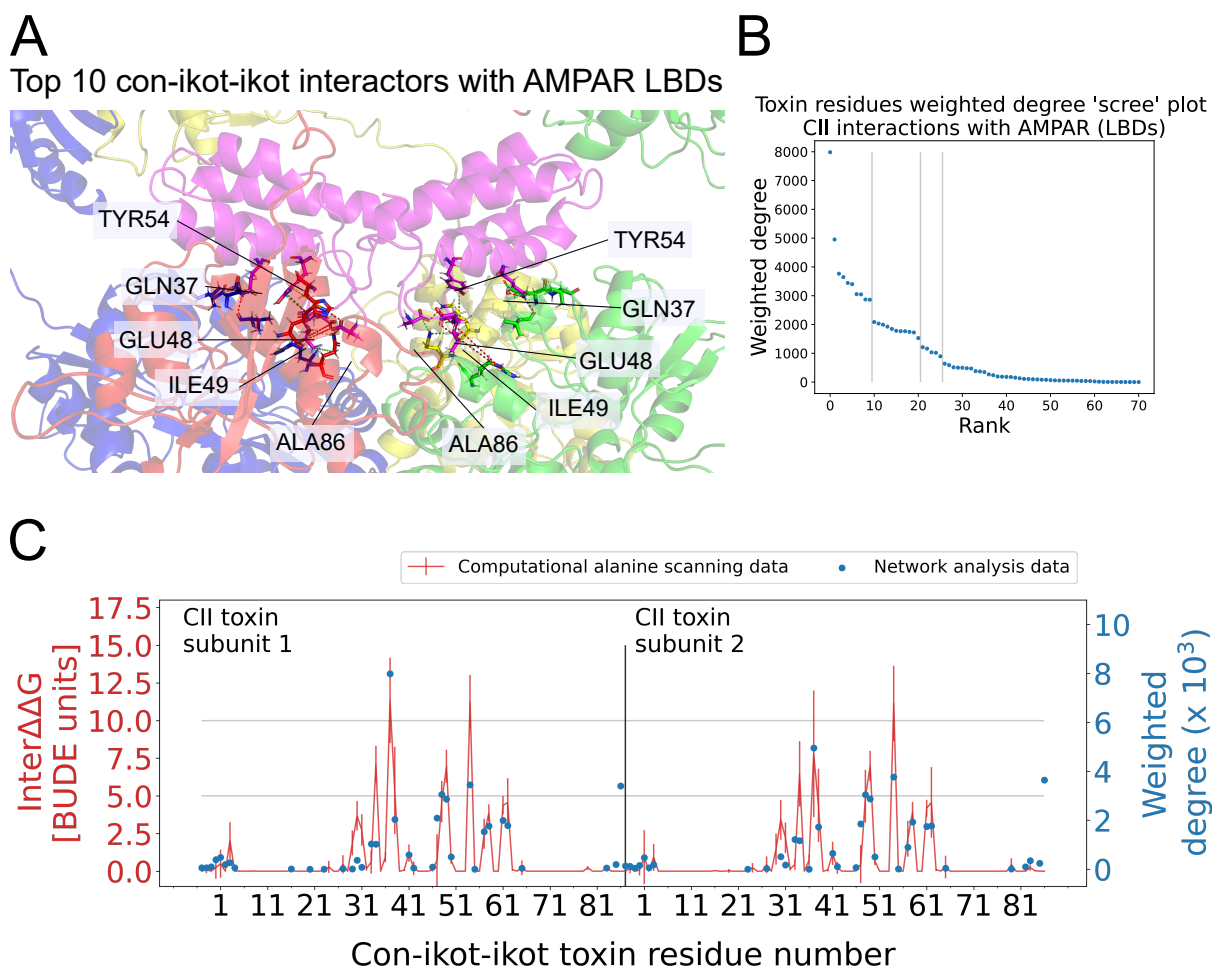 A
Top 10 con-ikot-ikot interactors with AMPAR LBDs
TYR54
GLN37
GLU48
ILE49
ALA86
TYR54
GLN37
GLU48
ILE49
ALA86
B
Toxin residues weighted degree 'scree' plot
CII interactions with AMPAR (LBDs)
Weighted degree
8000
7000
6000
5000
4000
3000
2000
1000
0
0 10 20 30 40 50 60 70
Rank
C
Computational alanine scanning data
Network analysis data
CII toxin
subunit 1
CII toxin
subunit 2
InterΔΔG
[BUDE units]
17.5
15.0
12.5
10.0
7.5
5.0
2.5
0.0
10
8
6
4
2
0
Weighted
degree (x 10³)
1 11 21 31 41 51 61 71 81 1 11 21 31 41 51 61 71 81
Con-ikot-ikot toxin residue number